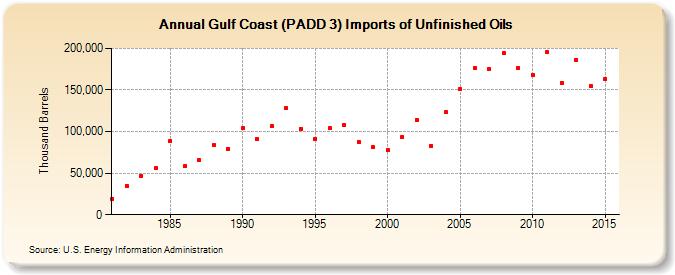 Annual Gulf Coast (PADD 3) Imports of Unfinished Oils
Thousand Barrels
200,000
150,000
100,000
50,000
0
1985 1990 1995 2000 2005 2010 2015
Source: U.S. Energy Information Administration